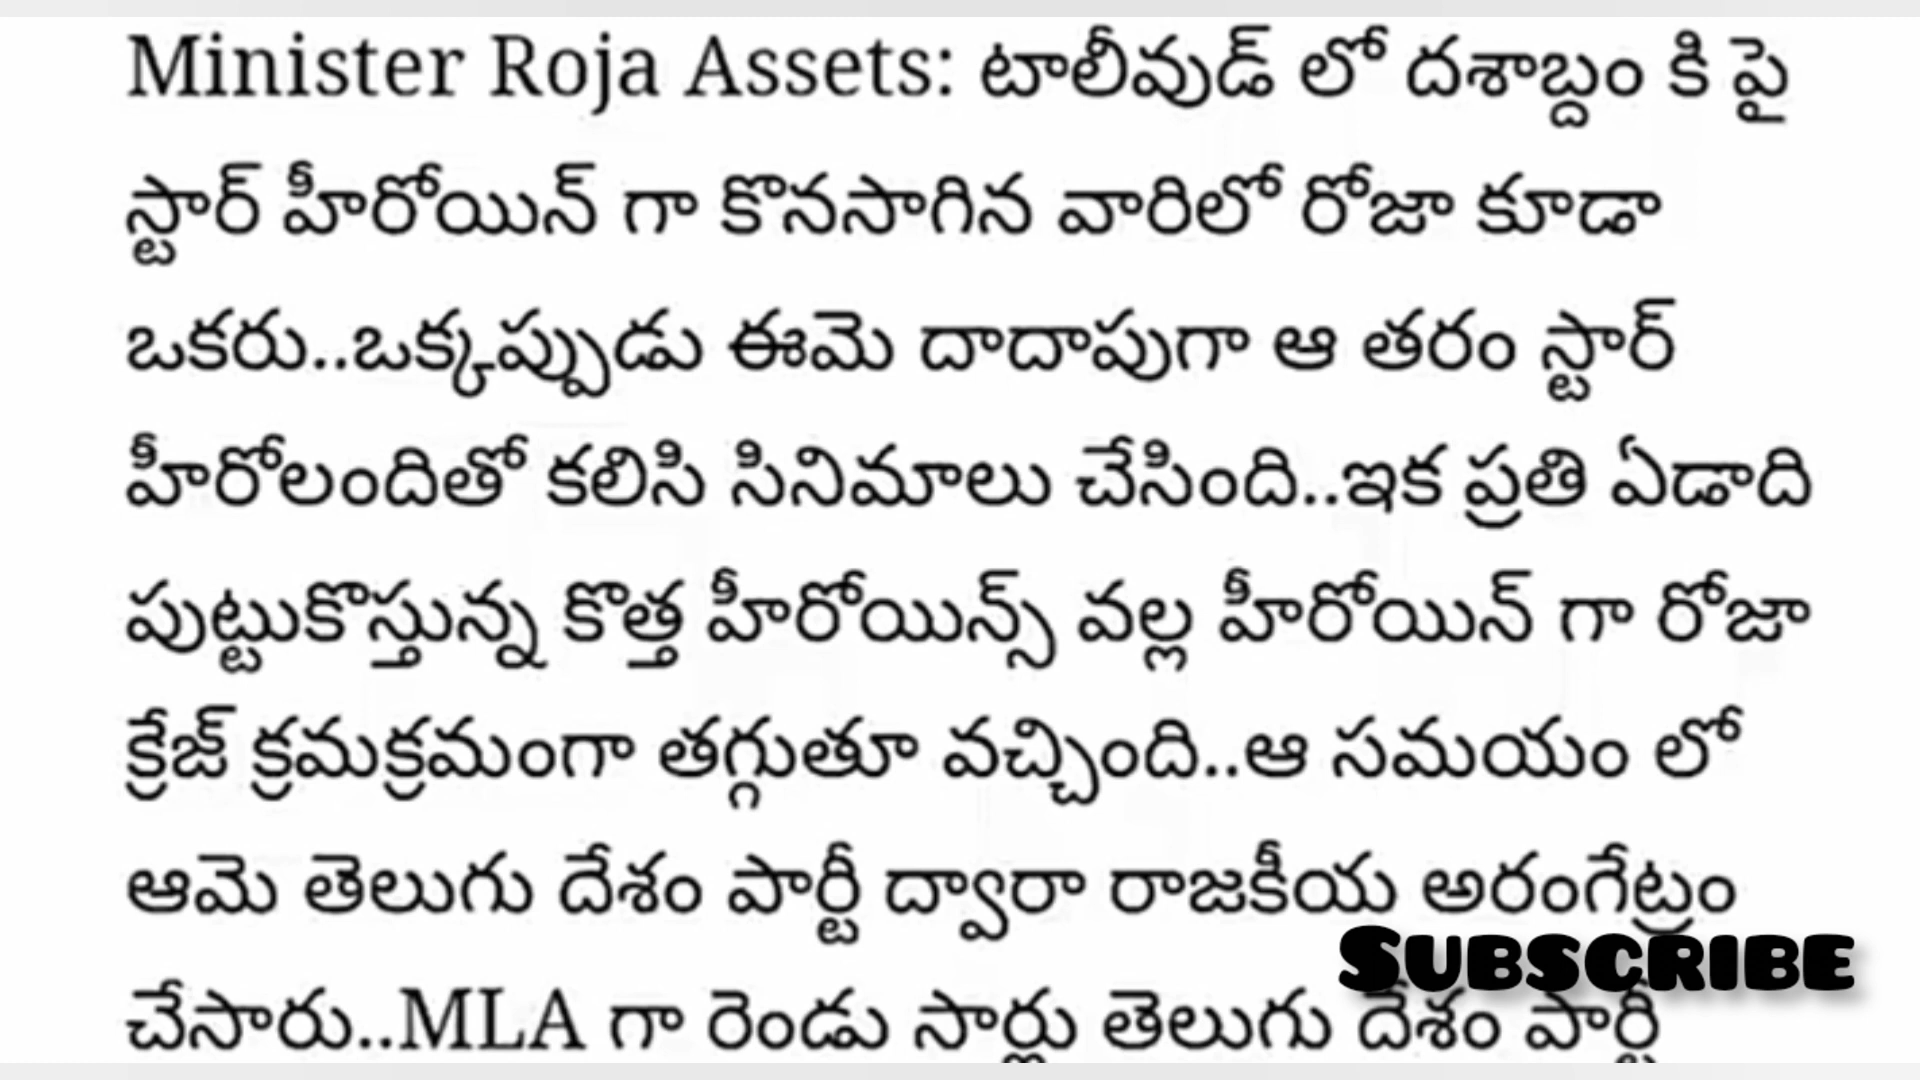 Minister Roja Assets: టాలీవుడ్ లో దశాబ్దం కి పై
స్టార్ హీరోయిన్ గా కొనసాగిన వారిలో రోజా కూడా
ఒకరు..ఒక్కప్పుడు ఈమె దాదాపుగా ఆ తరం స్టార్
హీరోలందితో కలిసి సినిమాలు చేసింది..ఇక ప్రతి ఏడాది
పుట్టుకొస్తున్న కొత్త హీరోయిన్స్ వల్ల హీరోయిన్ గా రోజా
క్రేజ్ క్రమక్రమంగా తగ్గుతూ వచ్చింది..ఆ సమయం లో
ఆమె తెలుగు దేశం పార్టీ ద్వారా రాజకీయ అరంగేట్రం
SUBSCRIBE
చేసారు..MLA గా రెండు సార్లు తెలుగు దేశం పార్టీ